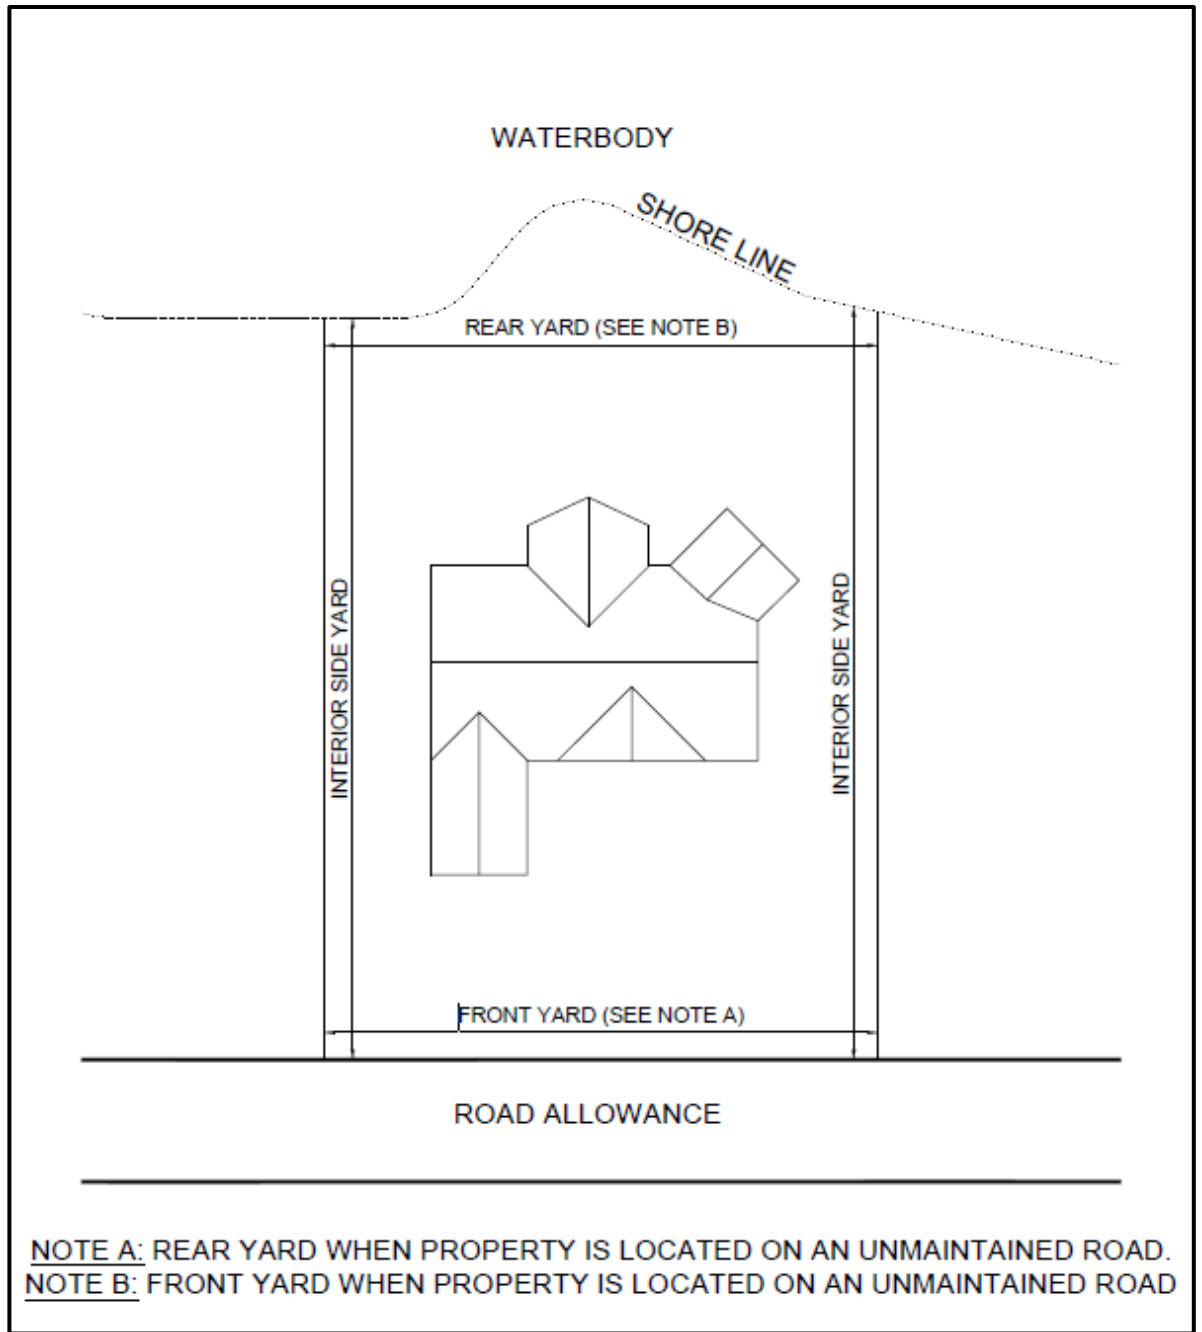 WATERBODY
SHORE LINE
REAR YARD (SEE NOTE B)
INTERIOR SIDE YARD
INTERIOR SIDE YARD
FRONT YARD (SEE NOTE A)
ROAD ALLOWANCE
NOTE A: REAR YARD WHEN PROPERTY IS LOCATED ON AN UNMAINTAINED ROAD.
NOTE B: FRONT YARD WHEN PROPERTY IS LOCATED ON AN UNMAINTAINED ROAD